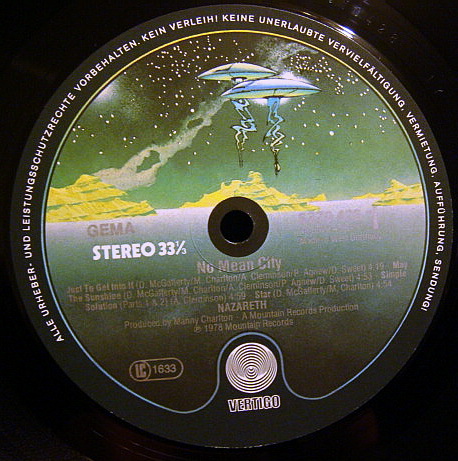 ALLE URHEBER- UND LEISTUNGSSCHUTZRECHTE VORBEHALTEN. KEIN VERLEIH! KEINE UNERLAUBTE VERVIELFÄLTIGUNG, VERMIETUNG, AUFFÜHRUNG, SENDUNG!
GEMA
STEREO 33⅓
No Mean City
Just To Get Into It (D. McCafferty/M. Charlton/A. Cleminson/P. Agnew/D. Sweet) 4:19 · May
The Sunshine (D. McCafferty/M. Charlton/A. Cleminson/P. Agnew/D. Sweet) 4:53 · Simple
Solution (Parts 1 & 2) (A. Cleminson) 4:59 · Star (D. McCafferty/M. Charlton) 4:54
NAZARETH
Produced by Manny Charlton - A Mountain Records Production
℗ 1978 Mountain Records
LC 1633
VERTIGO